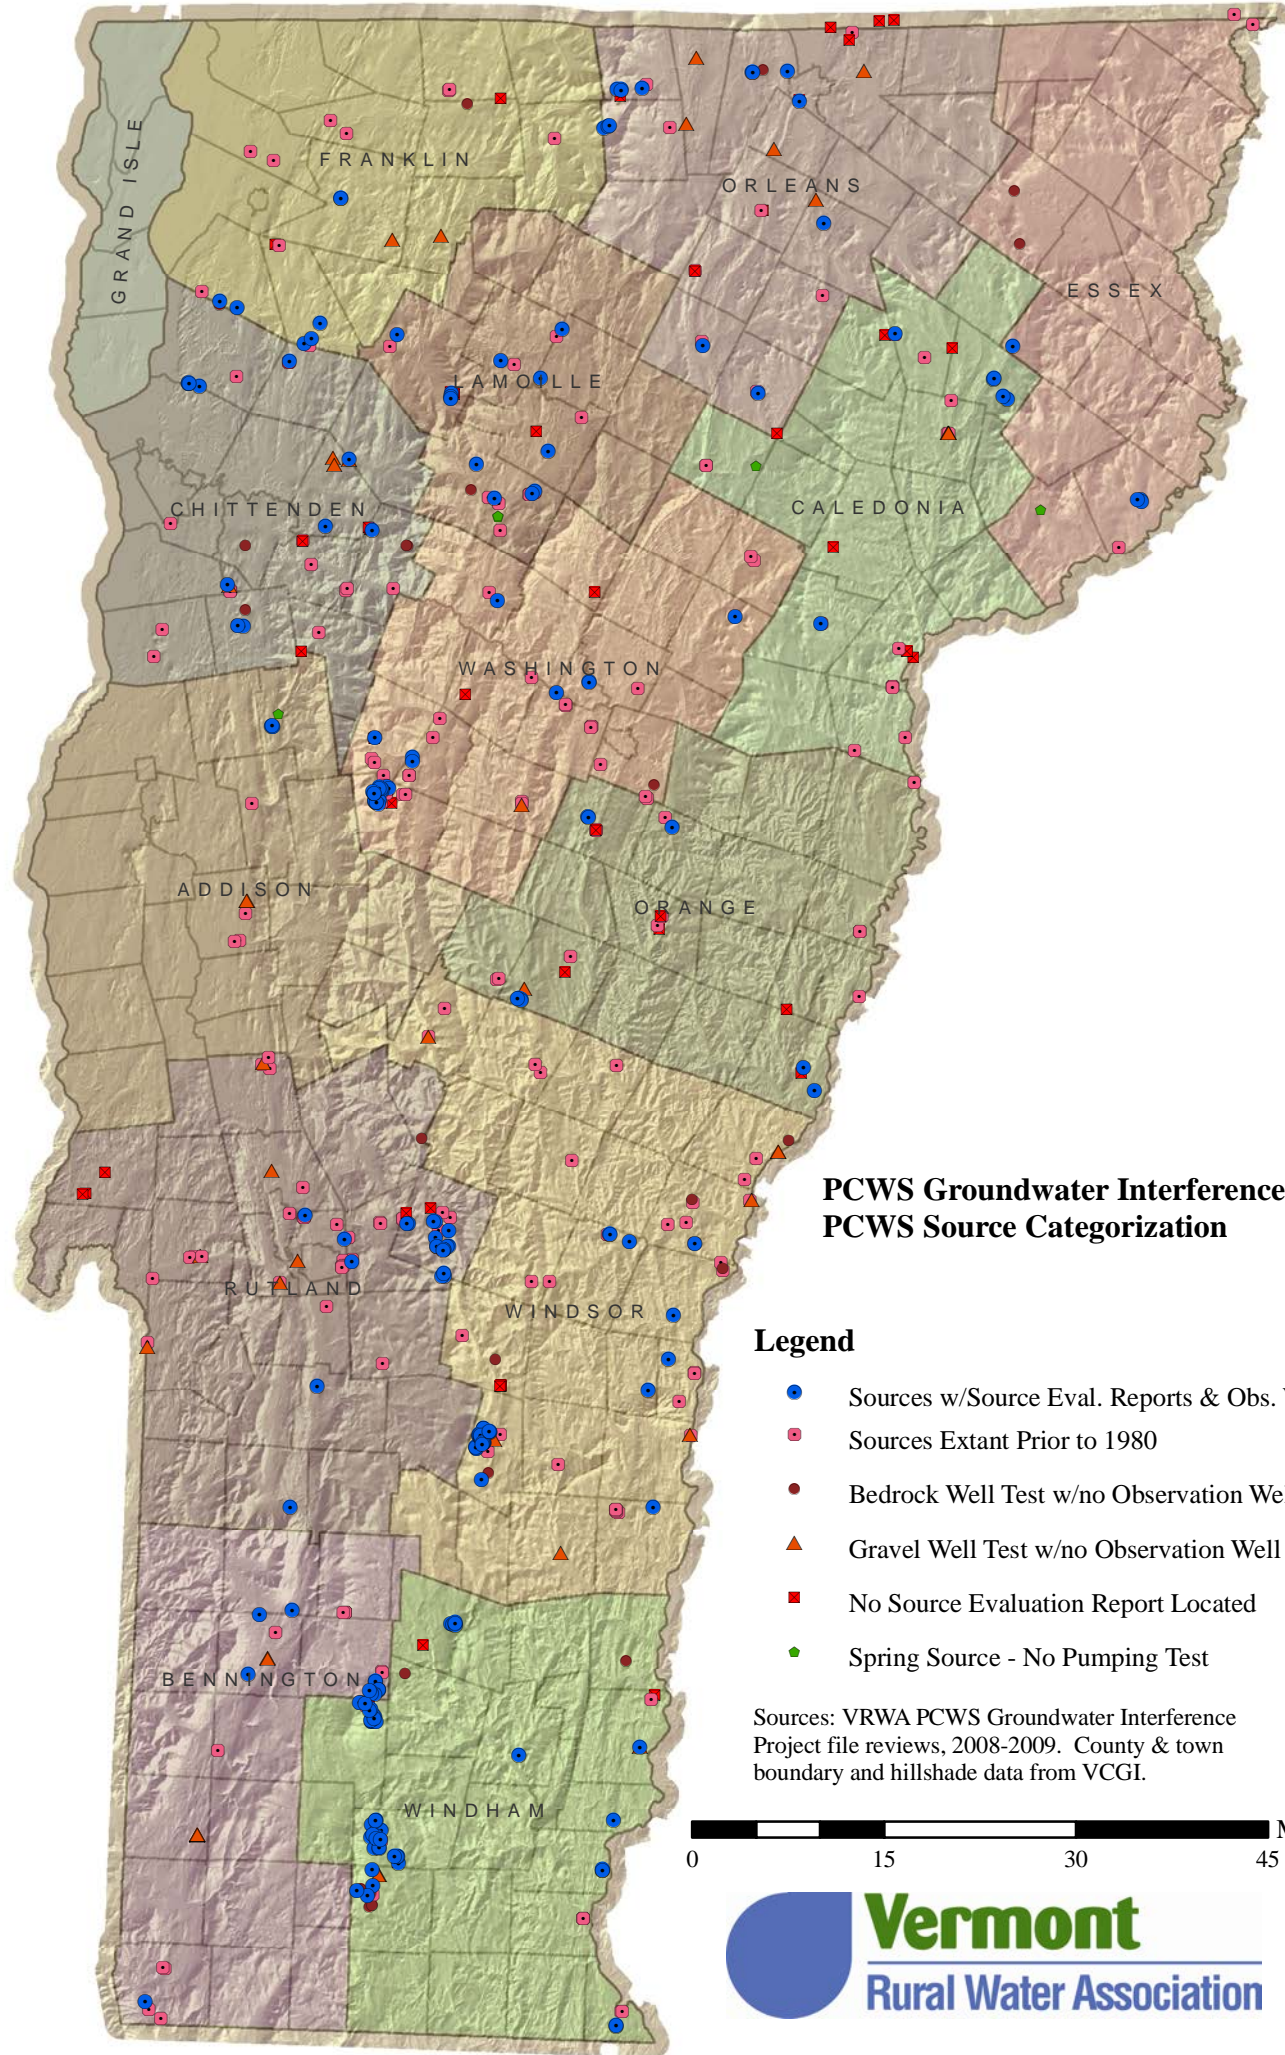 FRANKLIN
GRAND ISLE
ORLEANS
ESSEX
LAMOILLE
CHITTENDEN
CALEDONIA
WASHINGTON
ADDISON
ORANGE
PCWS Groundwater Interference
PCWS Source Categorization
RUTLAND
WINDSOR
Legend
Sources w/Source Eval. Reports & Obs.
Sources Extant Prior to 1980
Bedrock Well Test w/no Observation We
Gravel Well Test w/no Observation Well
No Source Evaluation Report Located
Spring Source - No Pumping Test
BENNINGTON
Sources: VRWA PCWS Groundwater Interference
Project file reviews, 2008-2009. County & town
boundary and hillshade data from VCGI.
WINDHAM
0 15 30 45
Vermont
Rural Water Association